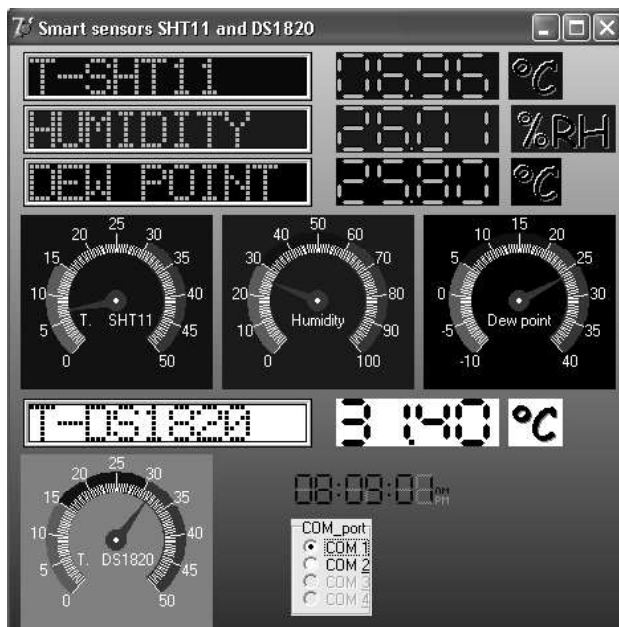 Smart sensors SHT11 and DS1820
T-SHT11 06.96 °C
HUMIDITY 25.01 %RH
DEW POINT 25.80 °C
0 5 10 15 20 25 30 35 40 45 50
T. SHT11
0 10 20 30 40 50 60 70 80 90 100
Humidity
-10 -5 0 5 10 15 20 25 30 35 40
Dew point
T-DS1820 31.40 °C
0 5 10 15 20 25 30 35 40 45 50
T. DS1820
08:09:01 AM
PM
COM_port
COM 1
COM 2
COM 3
COM 4